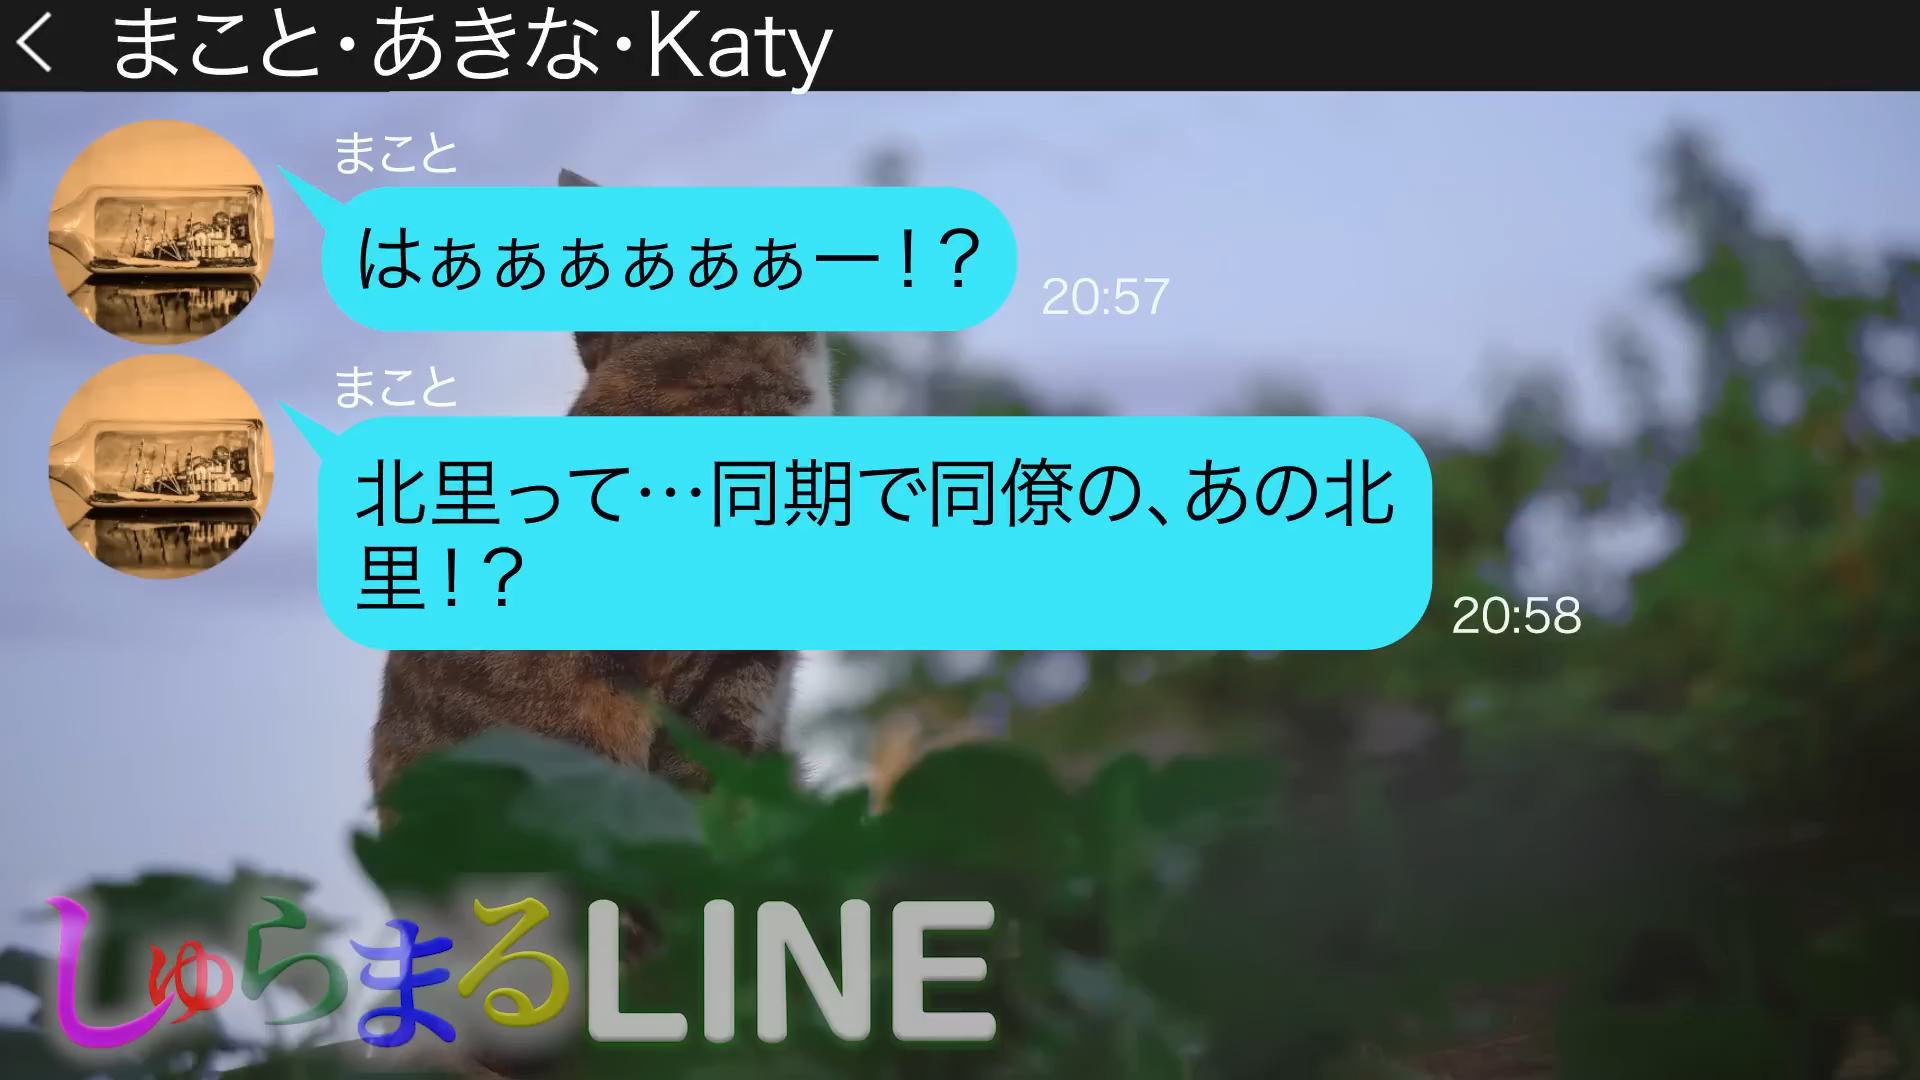 まこと・あきな・Katy
まこと
はぁぁぁぁぁぁー！？
20:57
まこと
北里って…同期で同僚の、あの北
里！？
20:58
しゅらまるLINE